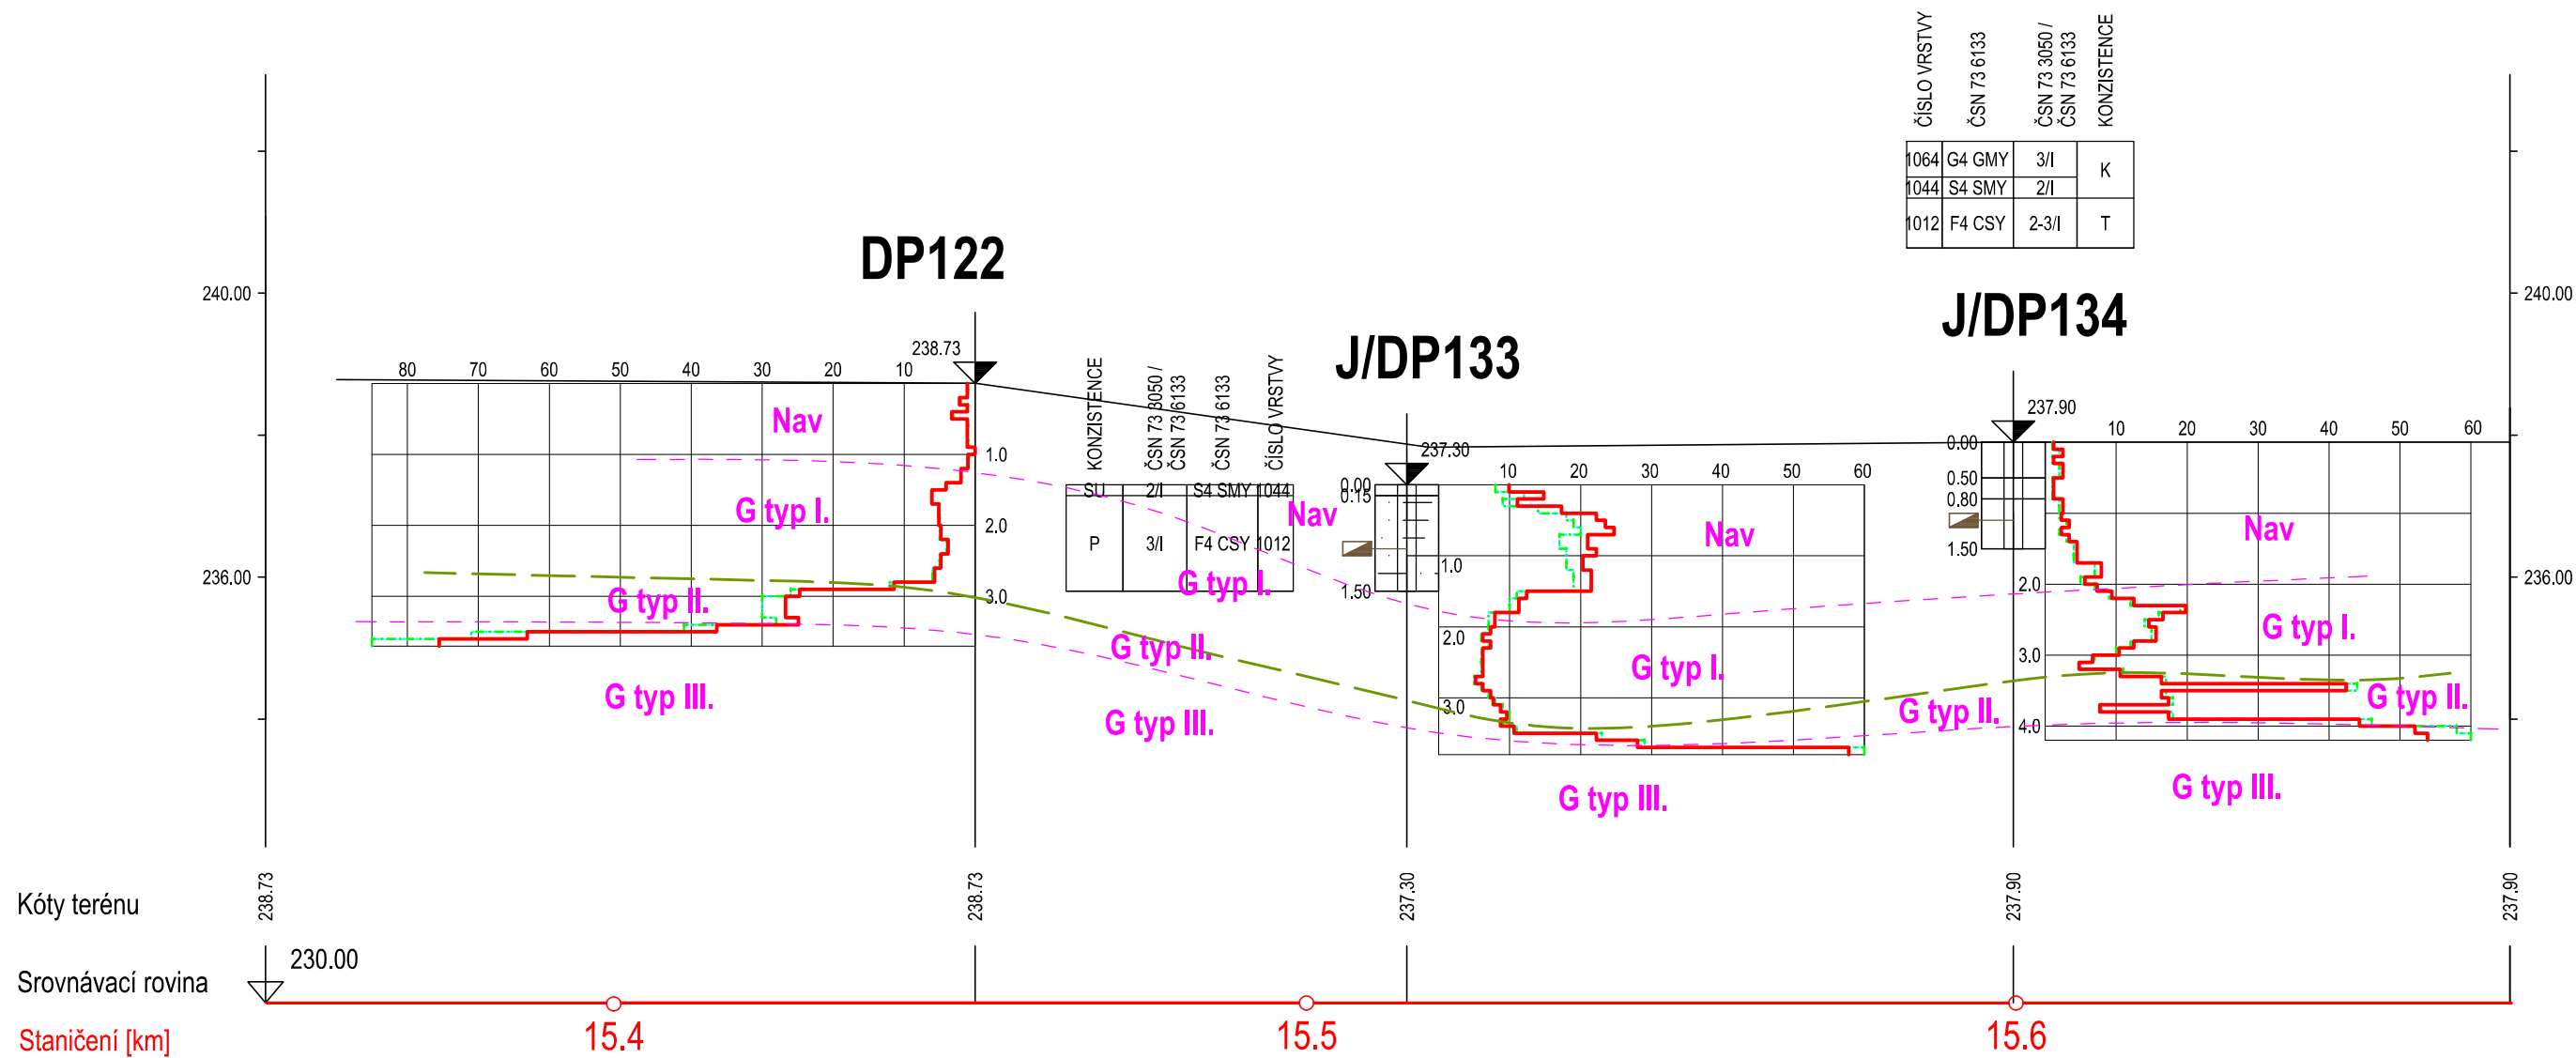 ČÍSLO VRSTVY
ČSN 73 6133
ČSN 73 3050 /
ČSN 73 6133
KONZISTENCE
1064 G4 GMY 3/I K
1044 S4 SMY 2/I
1012 F4 CSY 2-3/I T
DP122
J/DP133
J/DP134
240.00
240.00
236.00
236.00
238.73
80 70 60 50 40 30 20 10
1.0
2.0
3.0
Nav
G typ I.
G typ II.
G typ III.
KONZISTENCE
ČSN 73 3050 /
ČSN 73 6133
ČSN 73 6133
ČÍSLO VRSTVY
SU 2/I S4 SMY 1044
P 3/I F4 CSY 1012
Nav
G typ I.
G typ II.
G typ III.
237.30
0.00
0.15
1.50
10 20 30 40 50 60
1.0
2.0
3.0
Nav
G typ I.
G typ III.
237.90
0.00
0.50
0.80
1.50
10 20 30 40 50 60
2.0
3.0
4.0
Nav
G typ I.
G typ II.
G typ II.
G typ III.
Kóty terénu
238.73 238.73 237.30 237.90 237.90
230.00
Srovnávací rovina
Staničení [km]
15.4 15.5 15.6